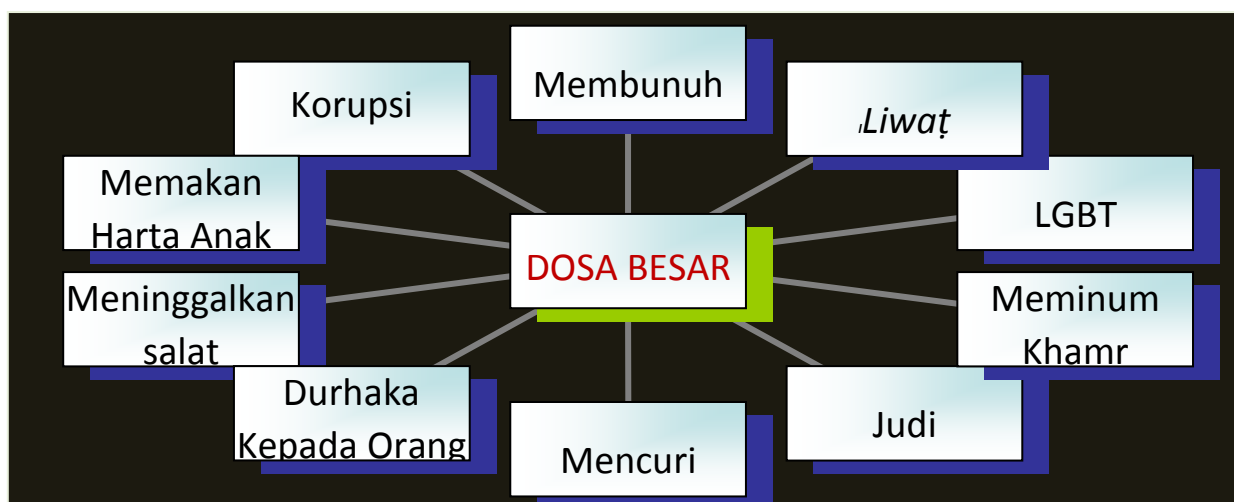 Membunuh
Korupsi
Liwaṭ
Memakan
Harta Anak
LGBT
DOSA BESAR
Meninggalkan
salat
Meminum
Khamr
Durhaka
Kepada Orang
Judi
Mencuri